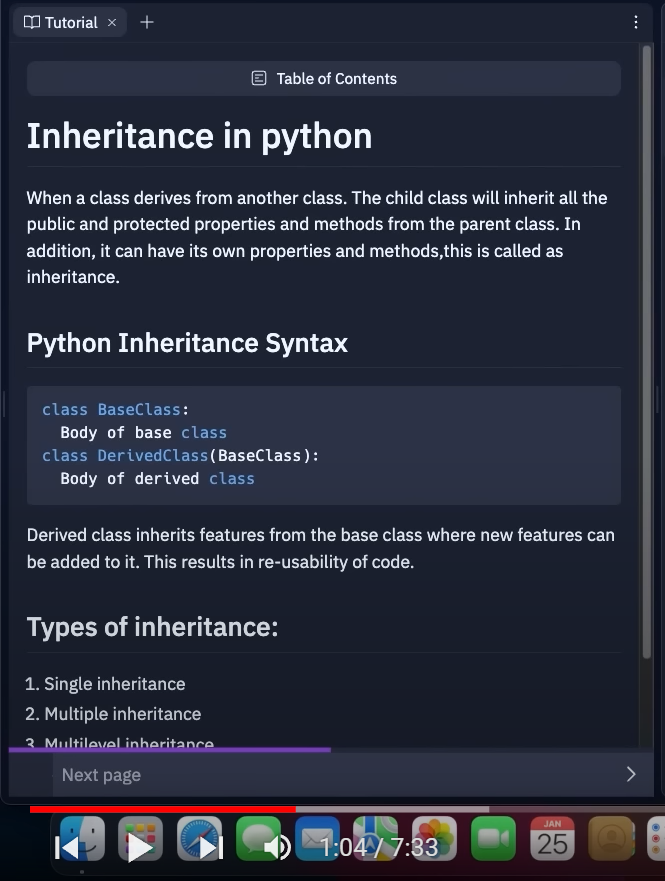 Tutorial
Table of Contents
Inheritance in python
When a class derives from another class. The child class will inherit all the
public and protected properties and methods from the parent class. In
addition, it can have its own properties and methods,this is called as
inheritance.
Python Inheritance Syntax
class BaseClass:
  Body of base class
class DerivedClass(BaseClass):
  Body of derived class
Derived class inherits features from the base class where new features can
be added to it. This results in re-usability of code.
Types of inheritance:
1. Single inheritance
2. Multiple inheritance
3. Multilevel inheritance
Next page
JAN
25
1:04 / 7:33